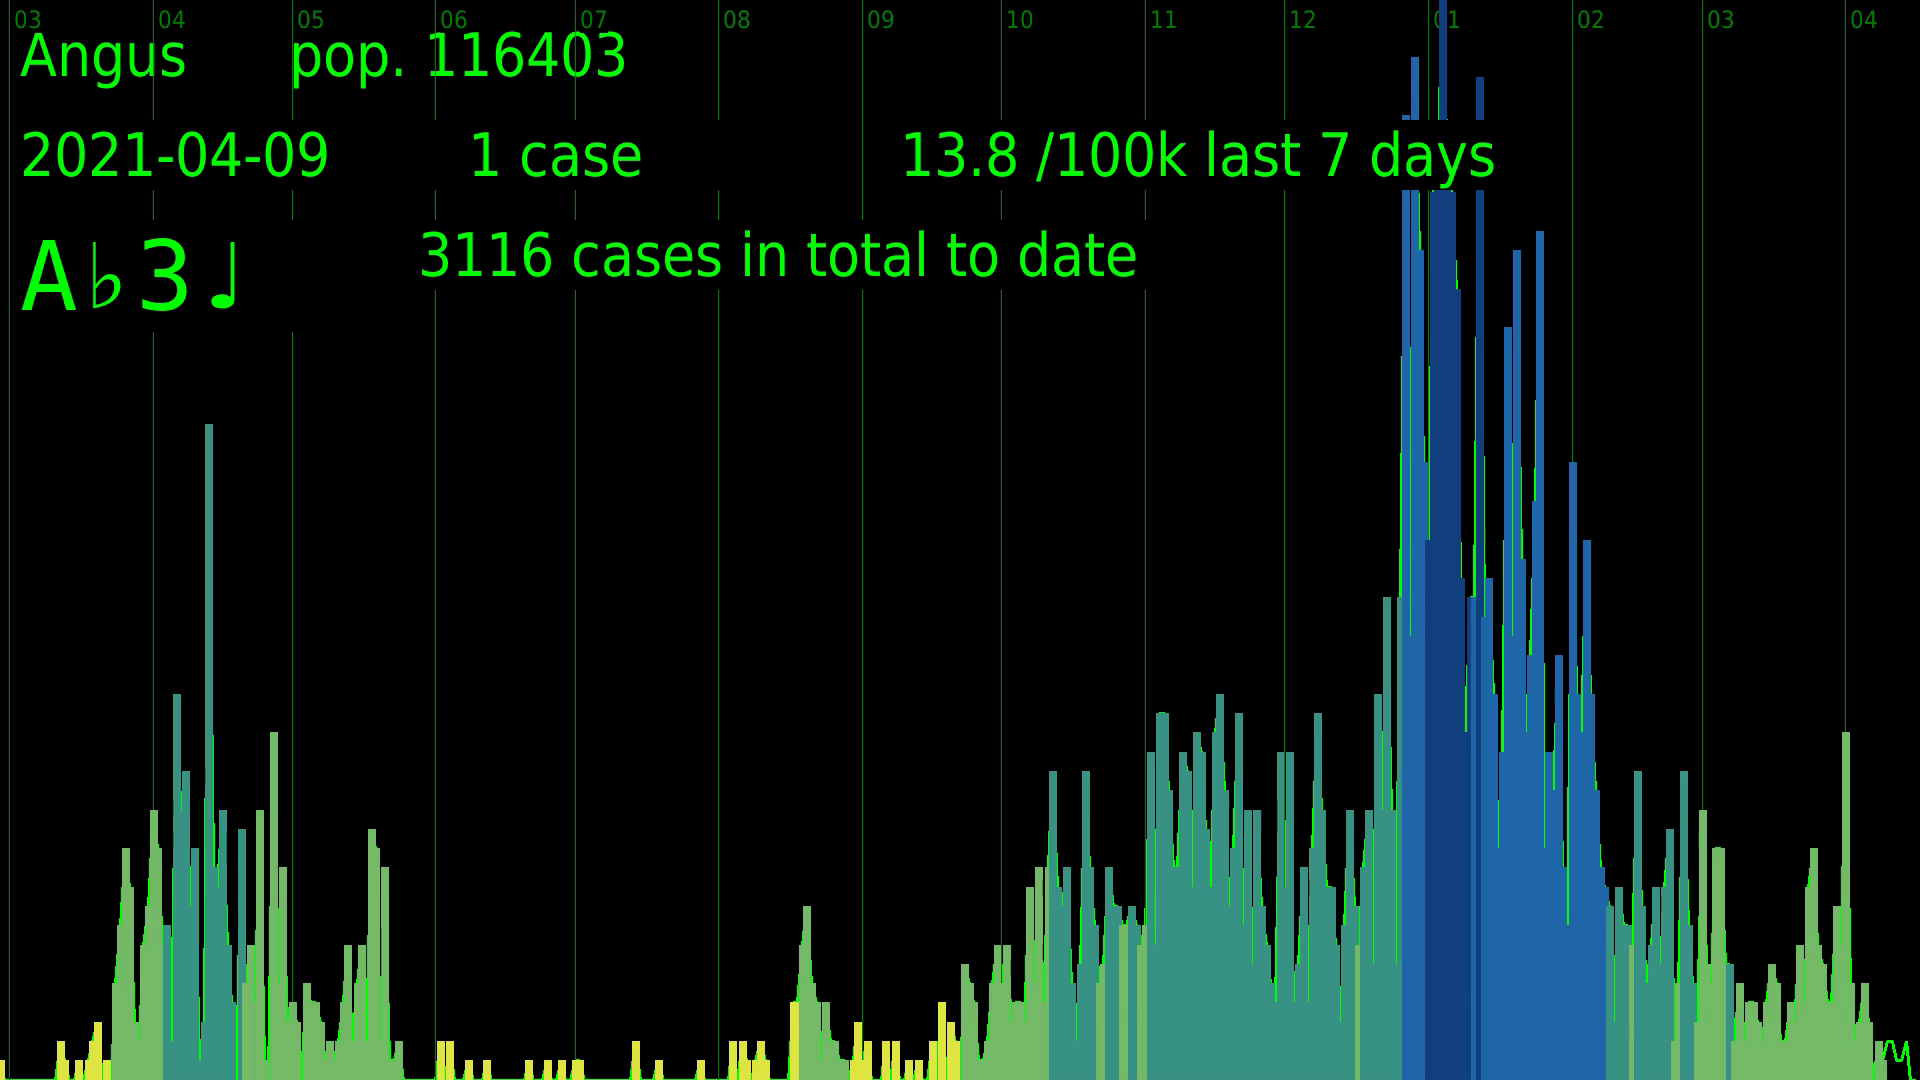 03 04 05 06 07 08 09 10 11 12 01 02 03 04
Angus pop. 116403
2021-04-09 1 case 13.8 /100k last 7 days
A♭3♩ 3116 cases in total to date